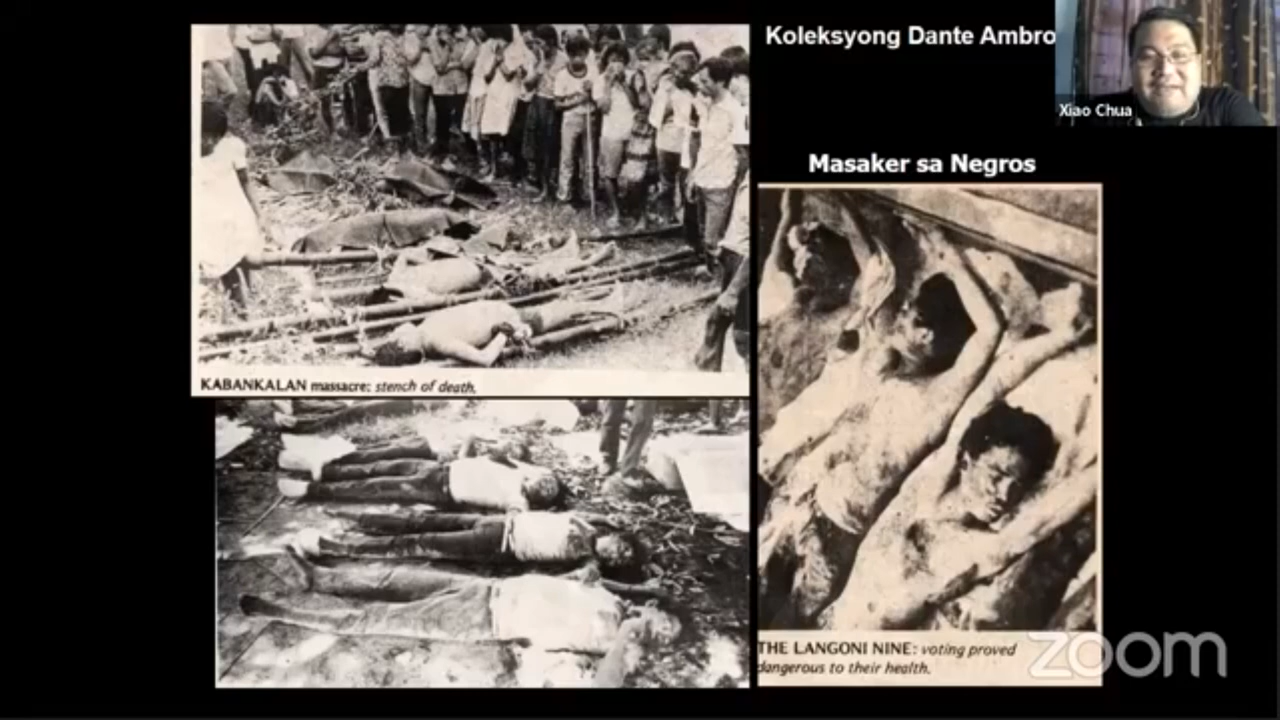 Koleksyong Dante Ambro
Xiao Chua
Masaker sa Negros
KABANKALAN massacre: stench of death.
THE LANGONI NINE: voting proved
dangerous to their health.
zoom